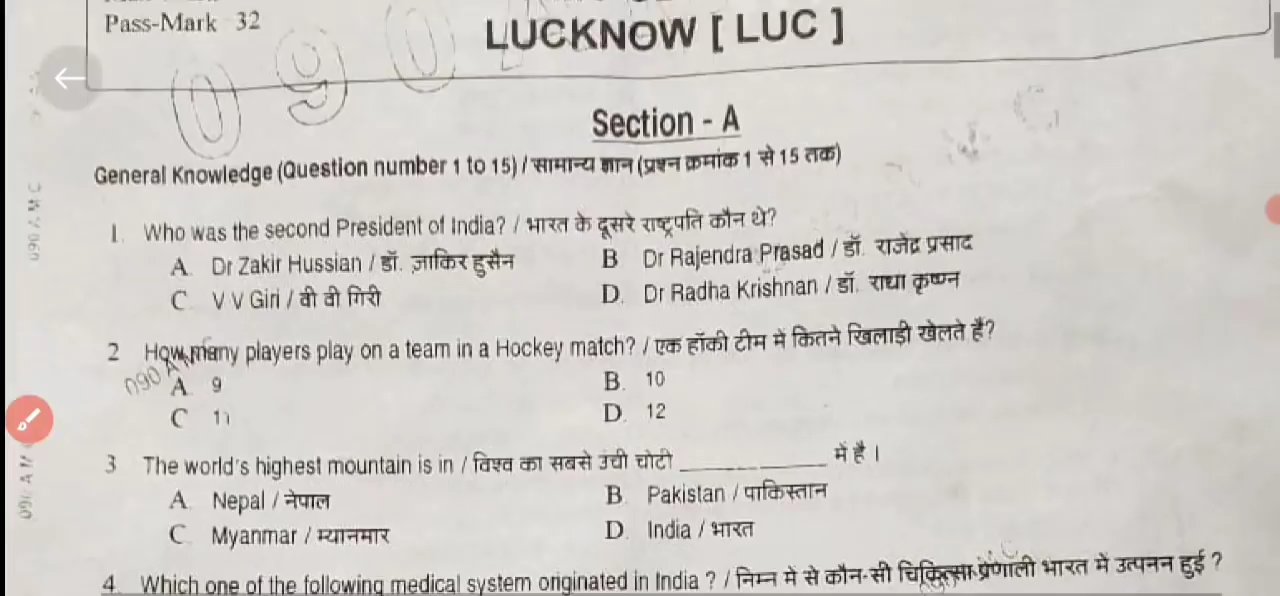 Pass-Mark 32
LUCKNOW [ LUC ]
090
Section - A
General Knowledge (Question number 1 to 15) / सामान्य ज्ञान (प्रश्न क्रमांक 1 से 15 तक)
1. Who was the second President of India? / भारत के दूसरे राष्ट्रपति कौन थे?
A. Dr Zakir Hussian / डॉ. ज़ाकिर हुसैन B Dr Rajendra Prasad / डॉ. राजेंद्र प्रसाद
C. V V Giri / वी वी गिरी D. Dr Radha Krishnan / डॉ. राधा कृष्णन
2 How many players play on a team in a Hockey match? / एक हॉकी टीम में कितने खिलाड़ी खेलते हैं?
A. 9 B. 10
C 11 D. 12
3 The world's highest mountain is in / विश्व का सबसे उंची चोटी ____________ में है ।
A. Nepal / नेपाल B. Pakistan / पाकिस्तान
C. Myanmar / म्यानमार D. India / भारत
4. Which one of the following medical system originated in India ? / निम्न में से कौन-सी चिकित्सा प्रणाली भारत में उत्पनन हुई ?